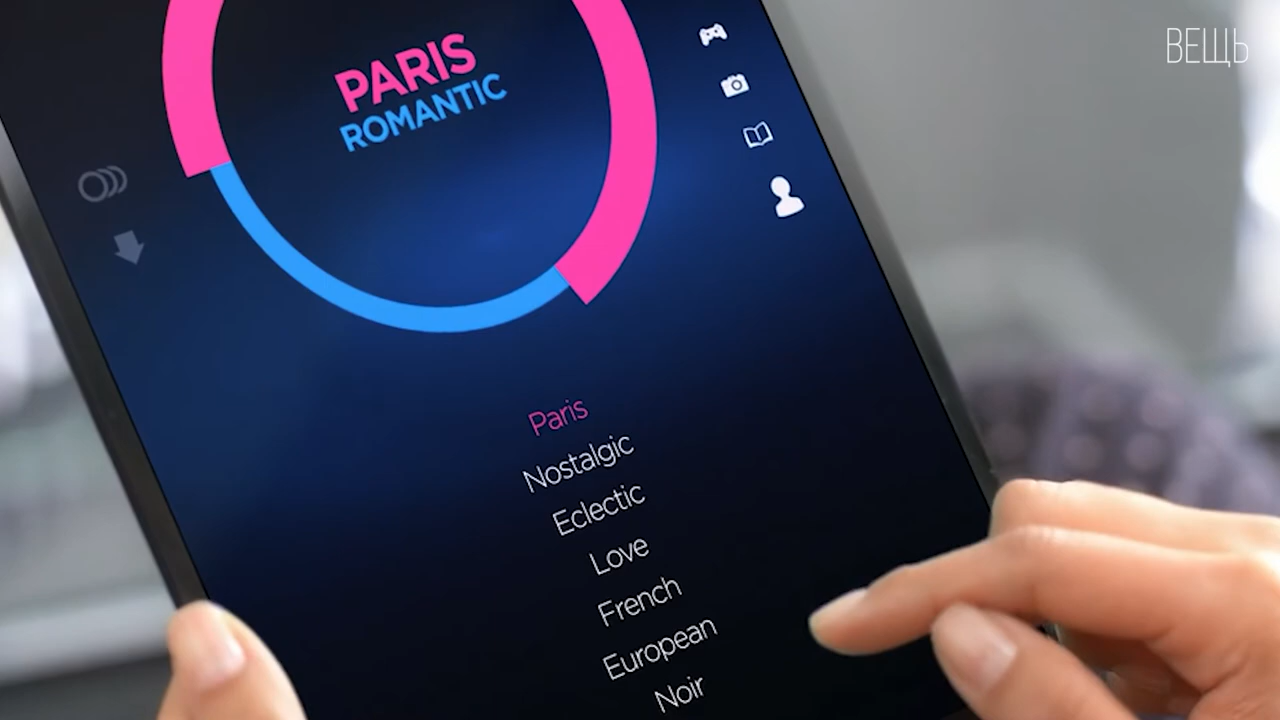 ВЕЩЬ
PARIS
ROMANTIC
Paris
Nostalgic
Eclectic
Love
French
European
Noir